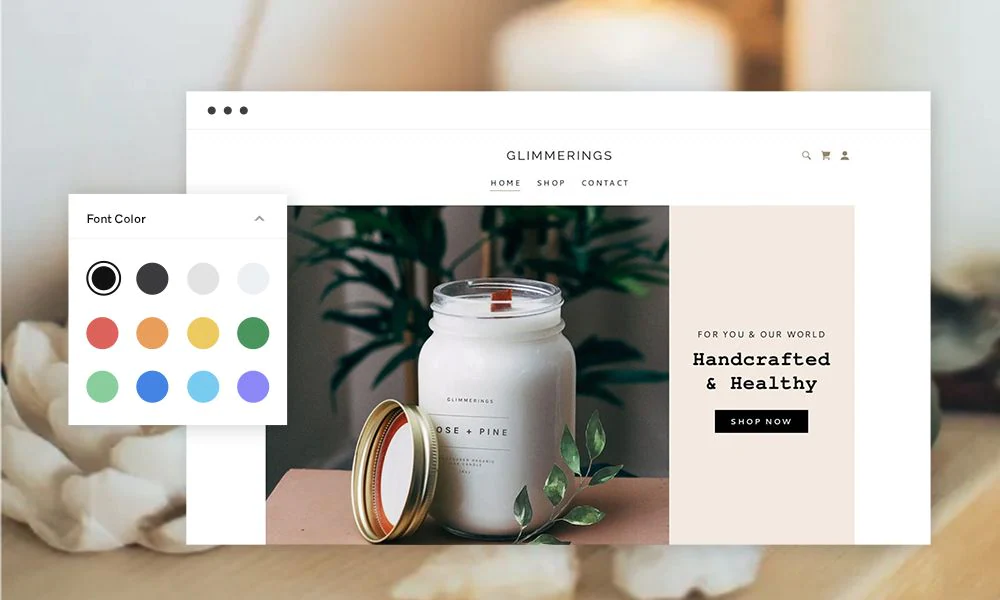 GLIMMERINGS
HOME SHOP CONTACT
Font Color
FOR YOU & OUR WORLD
Handcrafted
& Healthy
SHOP NOW
GLIMMERINGS
OSE + PINE